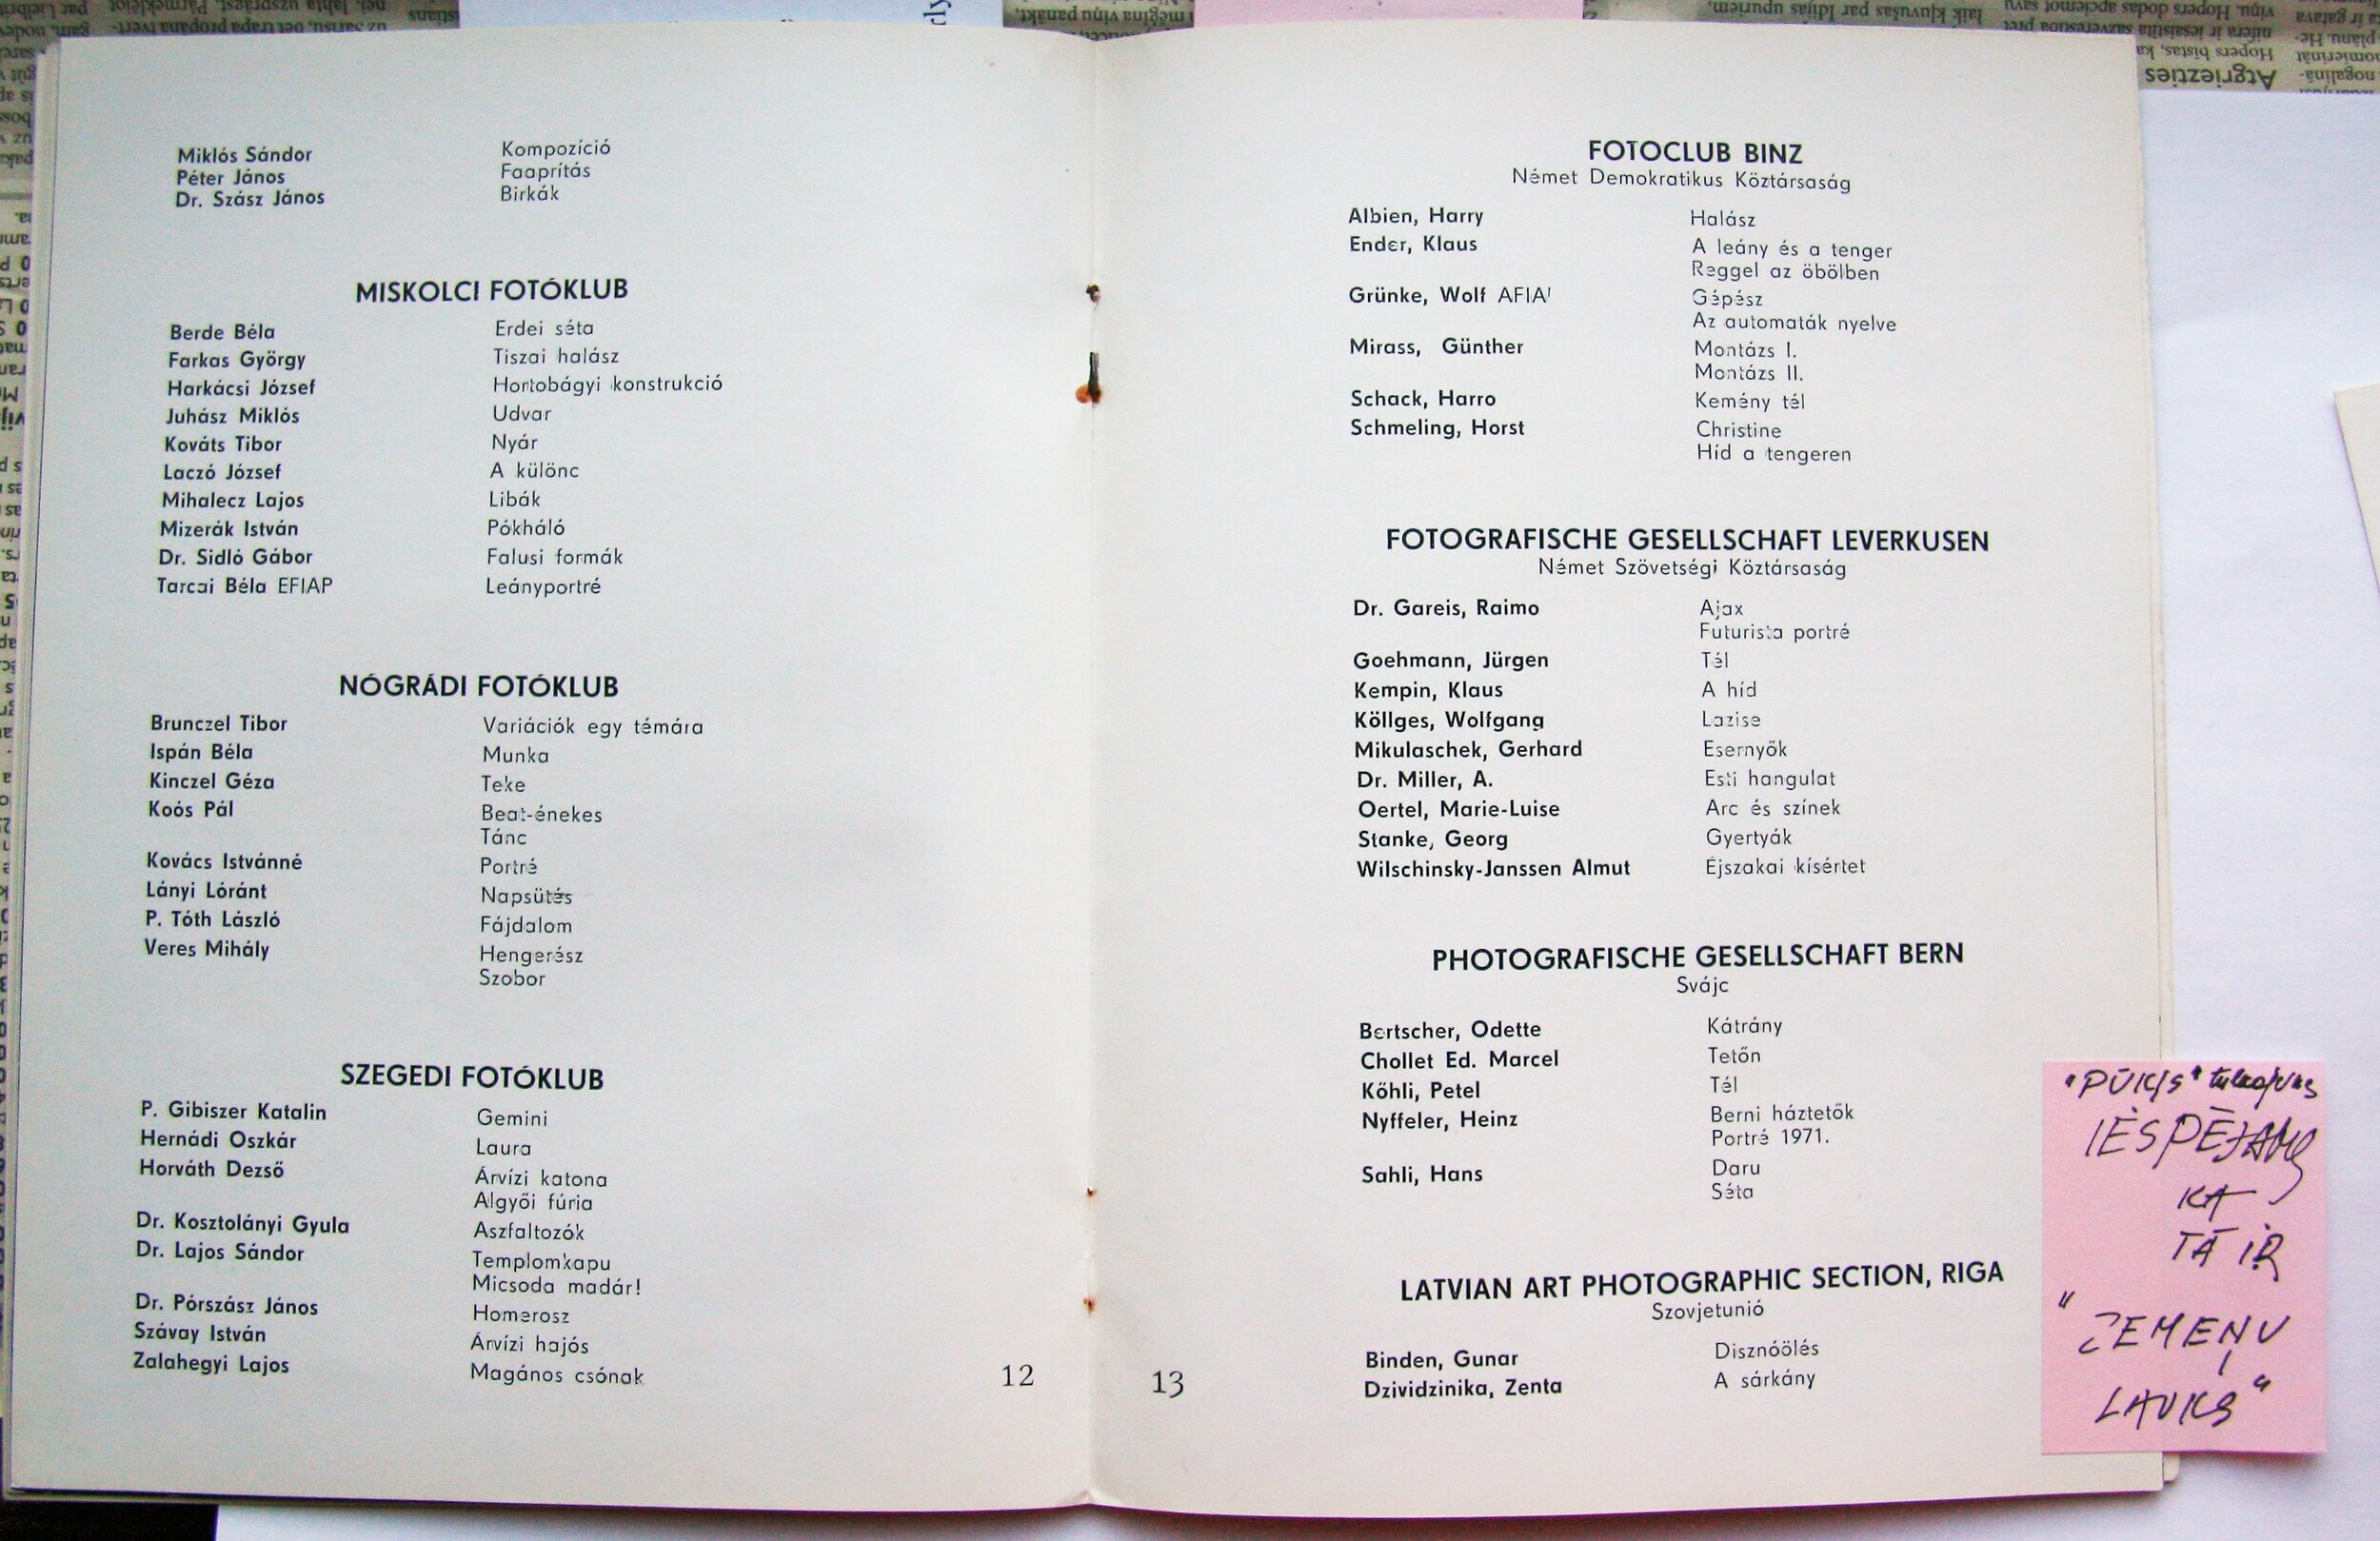 Miklós Sándor Kompozíció
Péter János Faaprítás
Dr. Szász János Birkák
MISKOLCI FOTÓKLUB
Berde Béla Erdei séta
Farkas György Tiszai halász
Harkácsi József Hortobágyi konstrukció
Juhász Miklós Udvar
Kováts Tibor Nyár
Laczó József A különc
Mihalecz Lajos Libák
Mizerák István Pókháló
Dr. Sidló Gábor Falusi formák
Tarcai Béla EFIAP Leányportré
NÓGRÁDI FOTÓKLUB
Brunczel Tibor Variációk egy témára
Ispán Béla Munka
Kinczel Géza Teke
Koós Pál Beat-énekes
Tánc
Kovács Istvánné Portré
Lányi Lóránt Napsütés
P. Tóth László Fájdalom
Veres Mihály Hengerész
Szobor
SZEGEDI FOTÓKLUB
P. Gibiszer Katalin Gemini
Hernádi Oszkár Laura
Horváth Dezső Árvízi katona
Algyői fúria
Dr. Kosztolányi Gyula Aszfaltozók
Dr. Lajos Sándor Templomkapu
Micsoda madár!
Dr. Pórszász János Homerosz
Szávay István Árvízi hajós
Zalahegyi Lajos Magános csónak
12
FOTOCLUB BINZ
Német Demokratikus Köztársaság
Albien, Harry Halász
Ender, Klaus A leány és a tenger
Reggel az öbölben
Grünke, Wolf AFIAP Gépész
Az automaták nyelve
Mirass, Günther Montázs I.
Montázs II.
Schack, Harro Kemény tél
Schmeling, Horst Christine
Híd a tengeren
FOTOGRAFISCHE GESELLSCHAFT LEVERKUSEN
Német Szövetségi Köztársaság
Dr. Gareis, Raimo Ajax
Futurista portré
Goehmann, Jürgen Tél
Kempin, Klaus A híd
Köllges, Wolfgang Lazise
Mikulaschek, Gerhard Esernyők
Dr. Miller, A. Esti hangulat
Oertel, Marie-Luise Arc és színek
Stanke, Georg Gyertyák
Wilschinsky-Janssen Almut Éjszakai kísértet
PHOTOGRAFISCHE GESELLSCHAFT BERN
Svájc
Bertscher, Odette Kátrány
Chollet Ed. Marcel Tetőn
Kőhli, Petel Tél
Nyffeler, Heinz Berni háztetők
Portré 1971.
Sahli, Hans Daru
Séta
LATVIAN ART PHOTOGRAPHIC SECTION, RIGA
Szovjetunió
Binden, Gunar Disznóölés
Dzividzinika, Zenta A sárkány
13
"PŪĶIS"
IESPĒJAMS
KA
TĀ IR
"ZEMEŅU
LAUKS"
Atgriezties